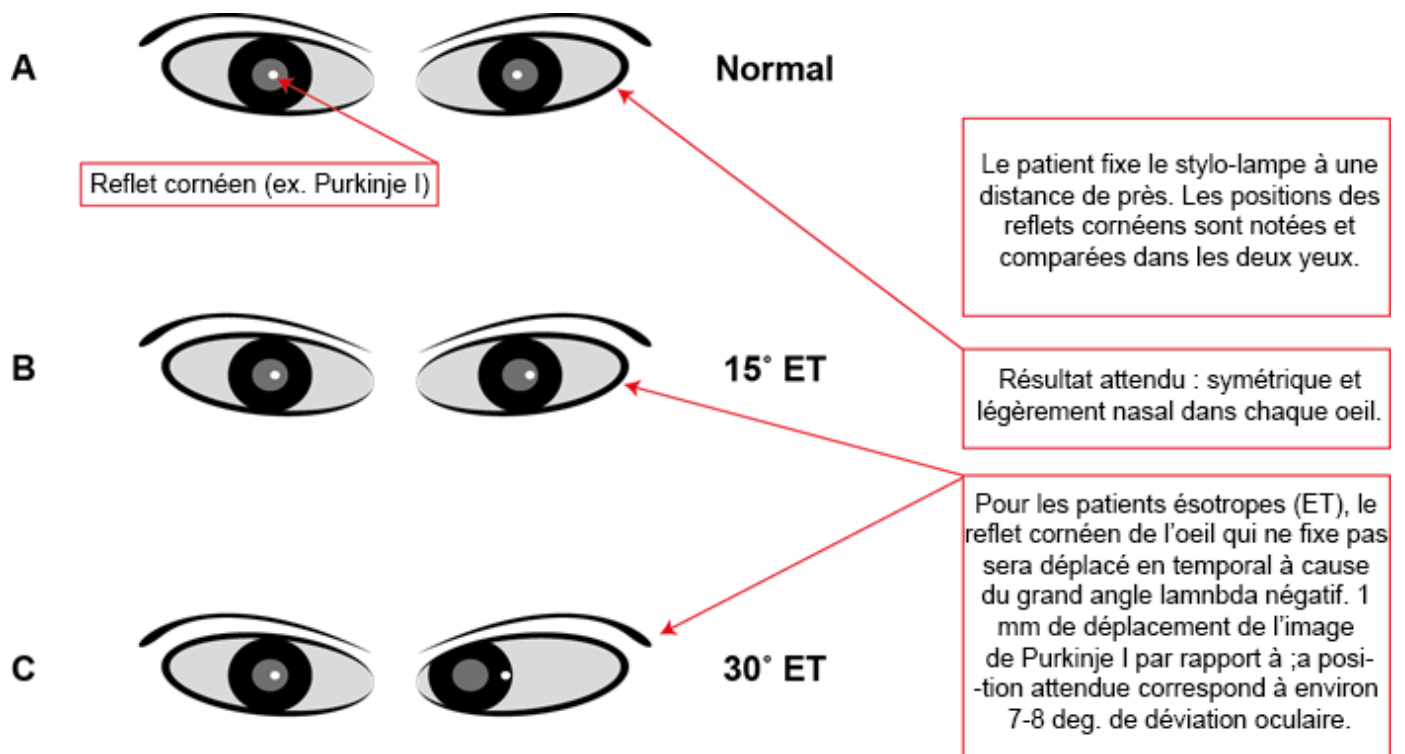 A
Normal
Reflet cornéen (ex. Purkinje I)
Le patient fixe le stylo-lampe à une
distance de près. Les positions des
reflets cornéens sont notées et
comparées dans les deux yeux.
B
15° ET
Résultat attendu : symétrique et
légèrement nasal dans chaque oeil.
C
30° ET
Pour les patients ésotropes (ET), le
reflet cornéen de l'oeil qui ne fixe pas
sera déplacé en temporal à cause
du grand angle lamnbda négatif. 1
mm de déplacement de l'image
de Purkinje I par rapport à ;a posi-
-tion attendue correspond à environ
7-8 deg. de déviation oculaire.